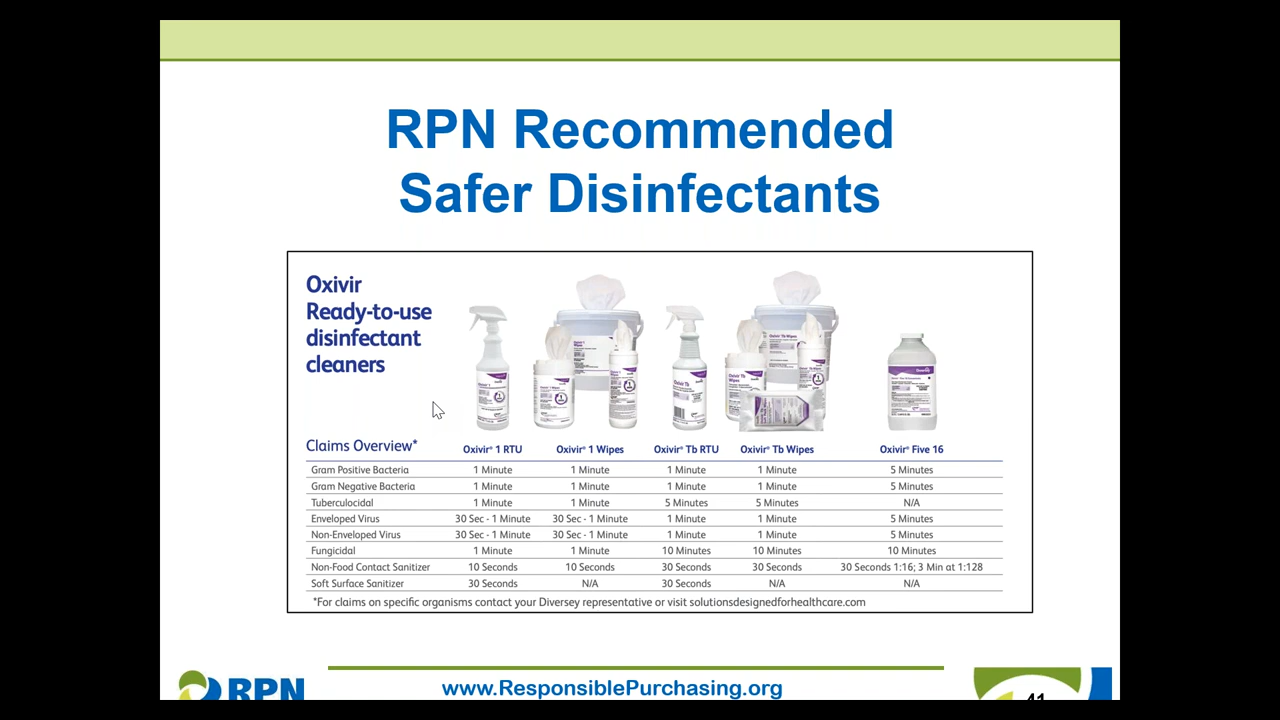 RPN Recommended
Safer Disinfectants
Oxivir
Ready-to-use
disinfectant
cleaners
Claims Overview* Oxivir® 1 RTU Oxivir® 1 Wipes Oxivir® Tb RTU Oxivir® Tb Wipes Oxivir® Five 16
Gram Positive Bacteria 1 Minute 1 Minute 1 Minute 1 Minute 5 Minutes
Gram Negative Bacteria 1 Minute 1 Minute 1 Minute 1 Minute 5 Minutes
Tuberculocidal 1 Minute 1 Minute 5 Minutes 5 Minutes N/A
Enveloped Virus 30 Sec - 1 Minute 30 Sec - 1 Minute 1 Minute 1 Minute 5 Minutes
Non-Enveloped Virus 30 Sec - 1 Minute 30 Sec - 1 Minute 1 Minute 1 Minute 5 Minutes
Fungicidal 1 Minute 1 Minute 10 Minutes 10 Minutes 10 Minutes
Non-Food Contact Sanitizer 10 Seconds 10 Seconds 30 Seconds 30 Seconds 30 Seconds 1:16; 3 Min at 1:128
Soft Surface Sanitizer 30 Seconds N/A 30 Seconds N/A N/A
*For claims on specific organisms contact your Diversey representative or visit solutionsdesignedforhealthcare.com
RPN
www.ResponsiblePurchasing.org
41